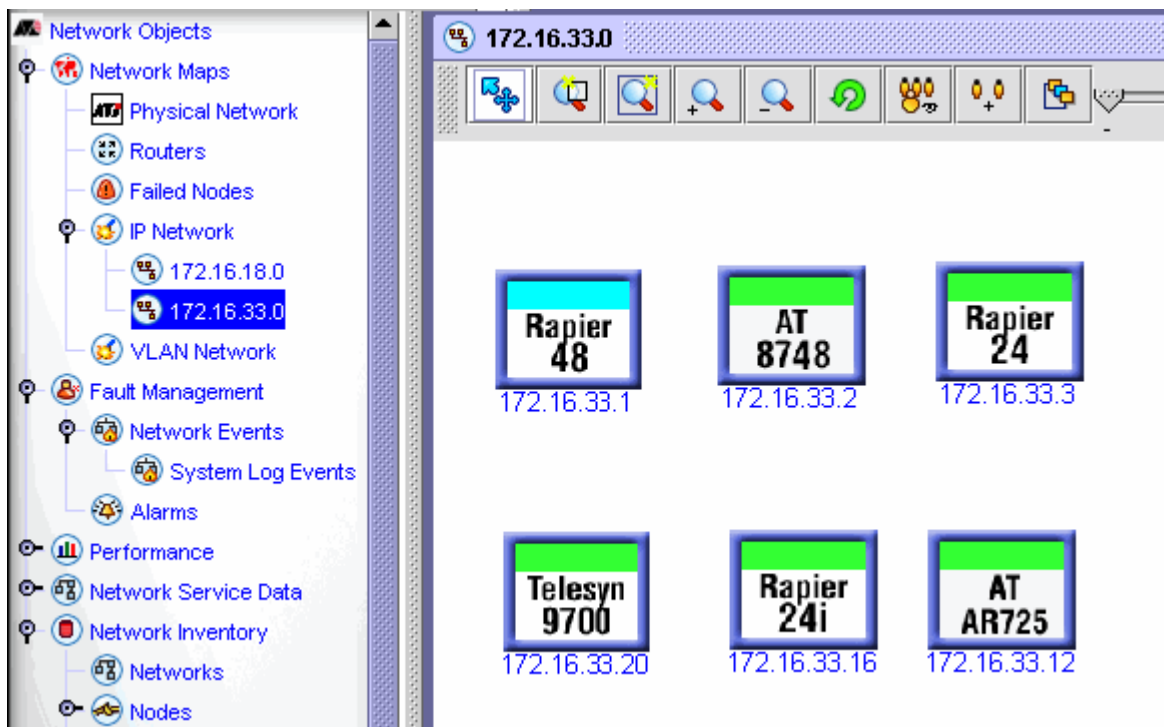 Network Objects
Network Maps
Physical Network
Routers
Failed Nodes
IP Network
172.16.18.0
172.16.33.0
VLAN Network
Fault Management
Network Events
System Log Events
Alarms
Performance
Network Service Data
Network Inventory
Networks
Nodes
172.16.33.0
Rapier
48
172.16.33.1
AT
8748
172.16.33.2
Rapier
24
172.16.33.3
Telesyn
9700
172.16.33.20
Rapier
24i
172.16.33.16
AT
AR725
172.16.33.12